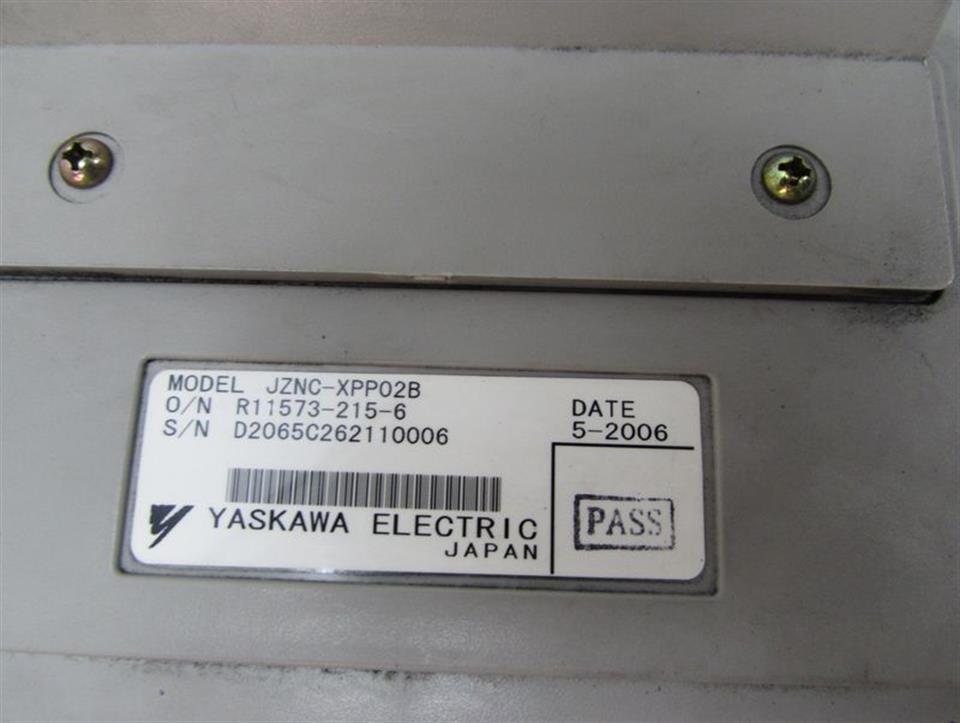 MODEL JZNC-XPP02B
O/N R11573-215-6
S/N D2065C262110006
DATE
5-2006
PASS
YASKAWA ELECTRIC
JAPAN